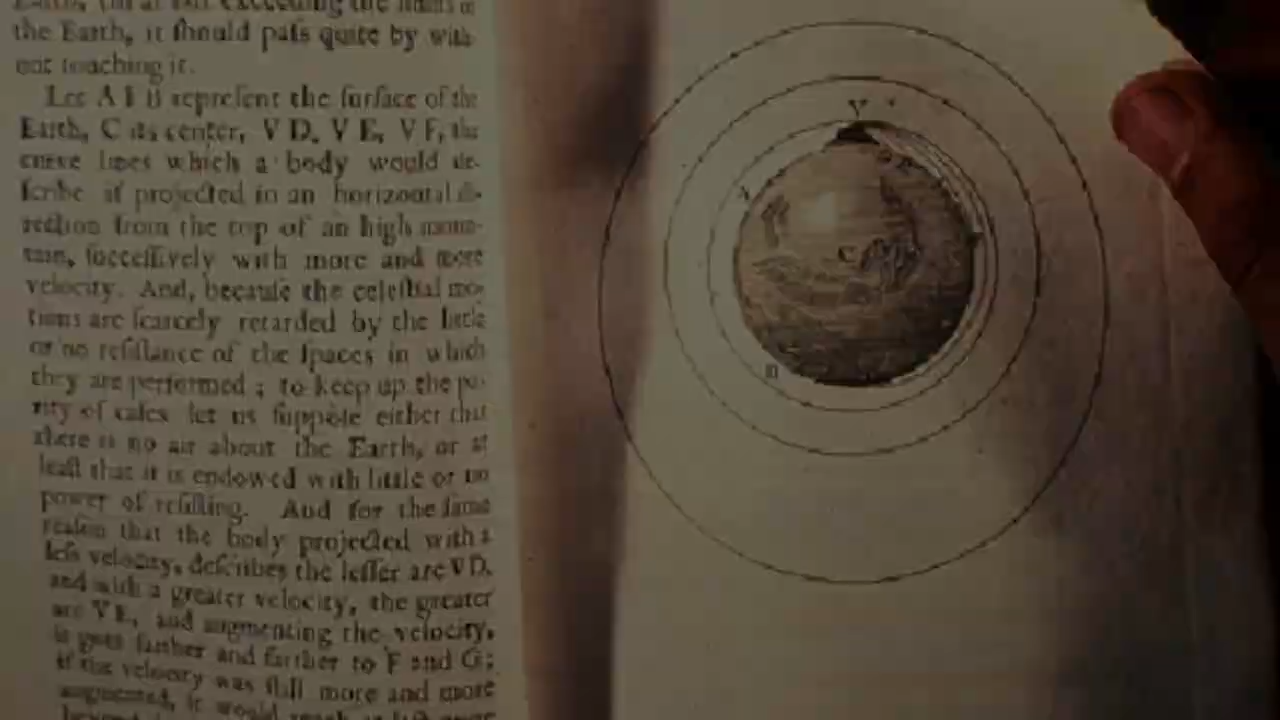 the Earth, it ſhould paſs quite by with-
out touching it.
Let A F B repreſent the ſurface of the
Earth, C its center, V D, V E, V F, the
curve lines which a body would de-
ſcribe if projected in an horizontal di-
rection from the top of an high moun-
tain, ſucceſſively with more and more
velocity. And, becauſe the celeſtial mo-
tions are ſcarcely retarded by the little
or no reſiſtance of the ſpaces in which
they are performed; to keep up the pa-
rity of caſes let us ſuppoſe either that
there is no air about the Earth, or at
leaſt that it is endowed with little or no
power of reſiſting. And for the ſame
reaſon that the body projected with a
leſs velocity, deſcribes the leſſer arc V D,
and with a greater velocity, the greater
arc V E, and augmenting the velocity,
it goes farther and farther to F and G;
if the velocity was ſtill more and more
augmented, it would reach at laſt quite
V
A
C
B